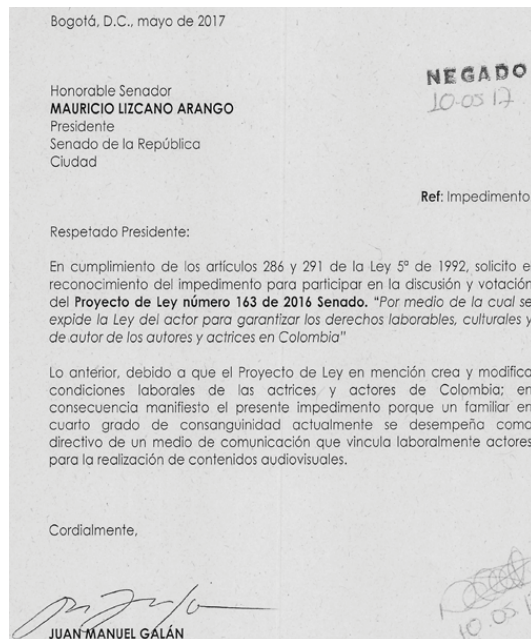 Bogotá, D.C., mayo de 2017
NEGADO
10-05 17
Honorable Senador
MAURICIO LIZCANO ARANGO
Presidente
Senado de la República
Ciudad
Ref: Impedimento
Respetado Presidente:
En cumplimiento de los artículos 286 y 291 de la Ley 5ª de 1992, solicito e
reconocimiento del impedimento para participar en la discusión y votación
del Proyecto de Ley número 163 de 2016 Senado. “Por medio de la cual se
expide la Ley del actor para garantizar los derechos laborables, culturales y
de autor de los autores y actrices en Colombia”
Lo anterior, debido a que el Proyecto de Ley en mención crea y modifica
condiciones laborales de las actrices y actores de Colombia; en
consecuencia manifiesto el presente impedimento porque un familiar en
cuarto grado de consanguinidad actualmente se desempeña como
directivo de un medio de comunicación que vincula laboralmente actores
para la realización de contenidos audiovisuales.
Cordialmente,
JUAN MANUEL GALÁN
10.05.1